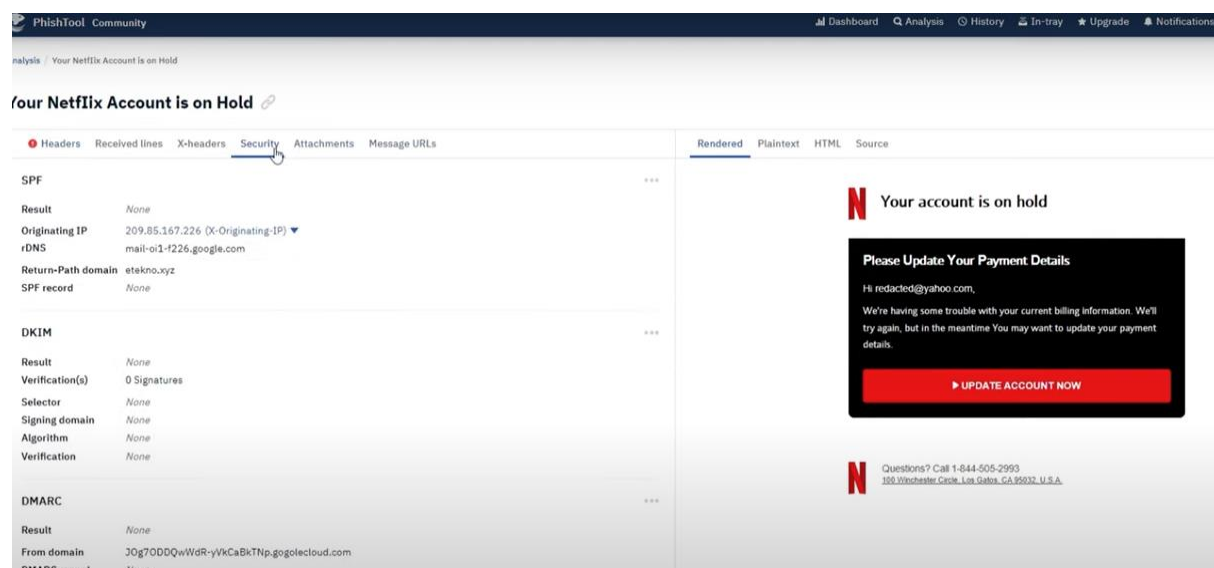 PhishTool Community
Dashboard Analysis History In-tray Upgrade Notifications
nalysis / Your NetfIix Account is on Hold
Your NetfIix Account is on Hold
Headers Received lines X-headers Security Attachments Message URLs
Rendered Plaintext HTML Source
SPF
Result None
Originating IP 209.85.167.226 (X-Originating-IP)
rDNS mail-oi1-f226.google.com
Return-Path domain etekno.xyz
SPF record None
DKIM
Result None
Verification(s) 0 Signatures
Selector None
Signing domain None
Algorithm None
Verification None
DMARC
Result None
From domain JOg7ODDQwWdR-yVkCaBkTNp.gogolecloud.com
N Your account is on hold
Please Update Your Payment Details
Hi redacted@yahoo.com,
We're having some trouble with your current billing information. We'll
try again, but in the meantime You may want to update your payment
details.
UPDATE ACCOUNT NOW
N Questions? Call 1-844-505-2993
100 Winchester Circle, Los Gatos, CA 95032, U.S.A.